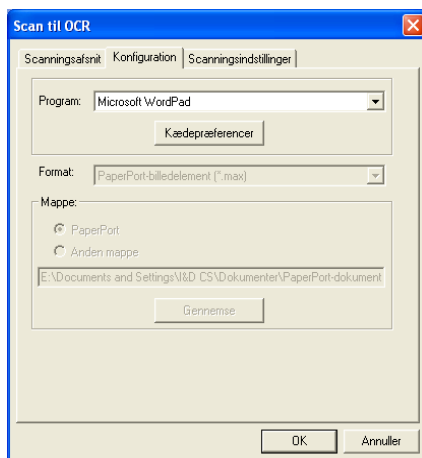 Scan til OCR
Scanningsafsnit Konfiguration Scanningsindstillinger
Program: Microsoft WordPad
Kædepræferencer
Format: PaperPort-billedelement (*.max)
Mappe:
PaperPort
Anden mappe
E:\Documents and Settings\I&D CS\Dokumenter\PaperPort-dokument
Gennemse
OK Annuller